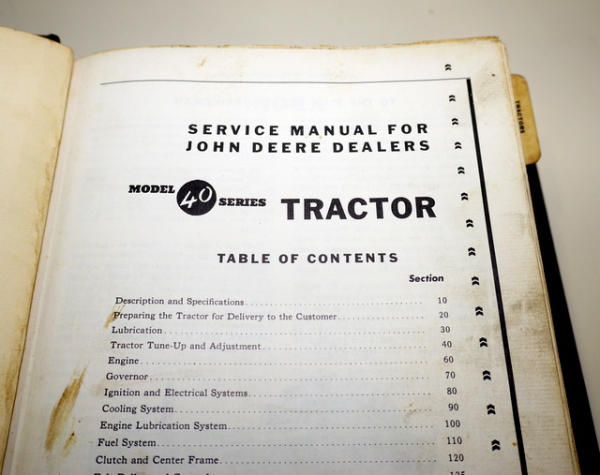 SERVICE MANUAL FOR
JOHN DEERE DEALERS
MODEL 40 SERIES TRACTOR
TABLE OF CONTENTS
Section
Description and Specifications 10
Preparing the Tractor for Delivery to the Customer 20
Lubrication 30
Tractor Tune-Up and Adjustment 40
Engine 60
Governor 70
Ignition and Electrical Systems 80
Cooling System 90
Engine Lubrication System 100
Fuel System 110
Clutch and Center Frame 120
TRACTORS